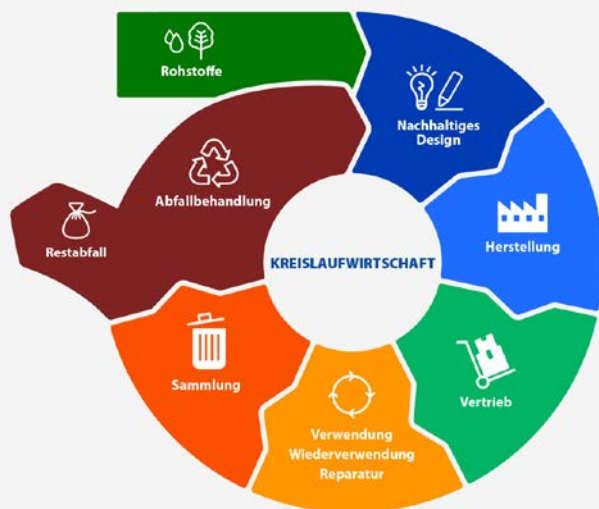 Rohstoffe
Nachhaltiges
Design
Herstellung
Vertrieb
Verwendung
Wiederverwendung
Reparatur
Sammlung
Abfallbehandlung
Restabfall
KREISLAUFWIRTSCHAFT